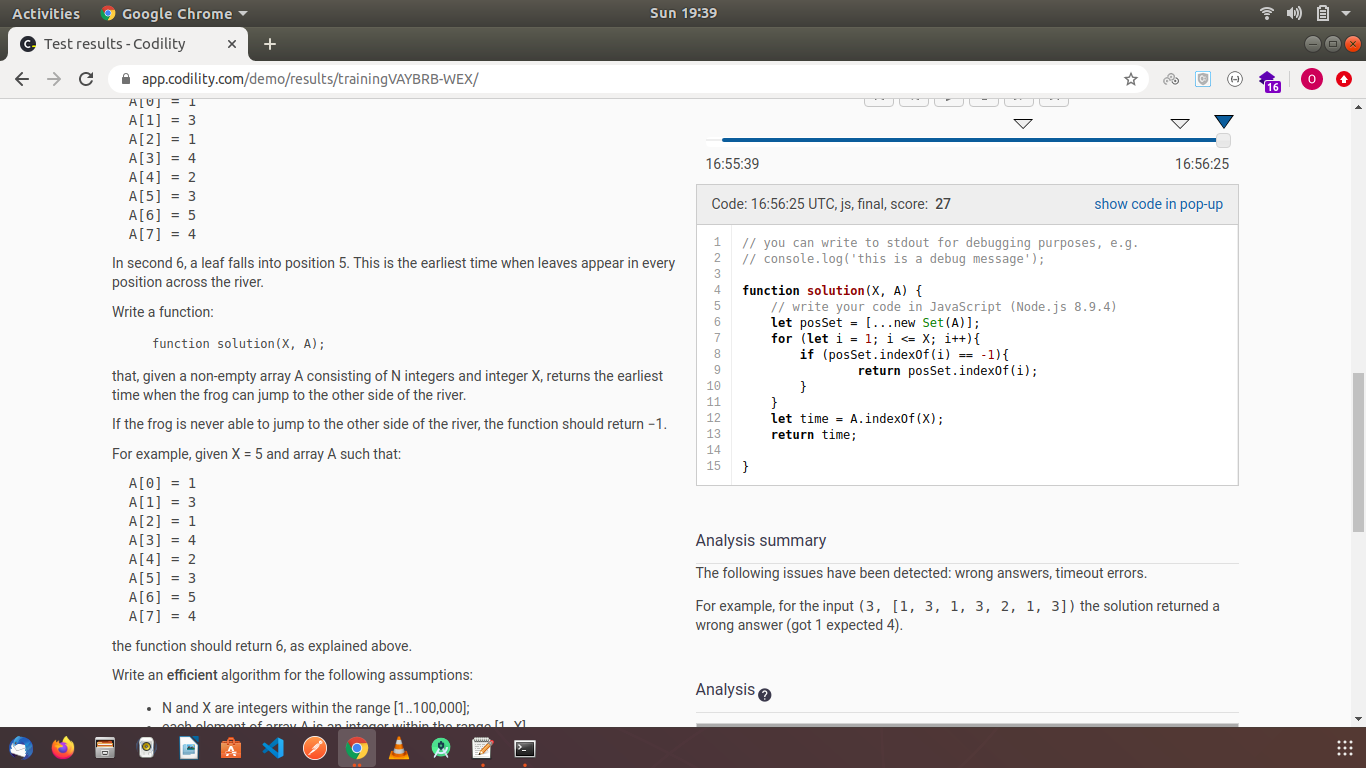 Activities
Google Chrome
Sun 19:39
Test results - Codility
app.codility.com/demo/results/trainingVAYBRB-WEX/
16
O
A[0] = 1
A[1] = 3
A[2] = 1
A[3] = 4
A[4] = 2
A[5] = 3
A[6] = 5
A[7] = 4
In second 6, a leaf falls into position 5. This is the earliest time when leaves appear in every
position across the river.
Write a function:
function solution(X, A);
that, given a non-empty array A consisting of N integers and integer X, returns the earliest
time when the frog can jump to the other side of the river.
If the frog is never able to jump to the other side of the river, the function should return −1.
For example, given X = 5 and array A such that:
A[0] = 1
A[1] = 3
A[2] = 1
A[3] = 4
A[4] = 2
A[5] = 3
A[6] = 5
A[7] = 4
the function should return 6, as explained above.
Write an efficient algorithm for the following assumptions:
• N and X are integers within the range [1..100,000];
• each element of array A is an integer within the range [1..X].
16:55:39
16:56:25
Code: 16:56:25 UTC, js, final, score: 27
show code in pop-up
1 // you can write to stdout for debugging purposes, e.g.
2 // console.log('this is a debug message');
3
4 function solution(X, A) {
5     // write your code in JavaScript (Node.js 8.9.4)
6     let posSet = [...new Set(A)];
7     for (let i = 1; i <= X; i++){
8         if (posSet.indexOf(i) == -1){
9                 return posSet.indexOf(i);
10         }
11     }
12     let time = A.indexOf(X);
13     return time;
14
15 }
Analysis summary
The following issues have been detected: wrong answers, timeout errors.
For example, for the input (3, [1, 3, 1, 3, 2, 1, 3]) the solution returned a
wrong answer (got 1 expected 4).
Analysis
?